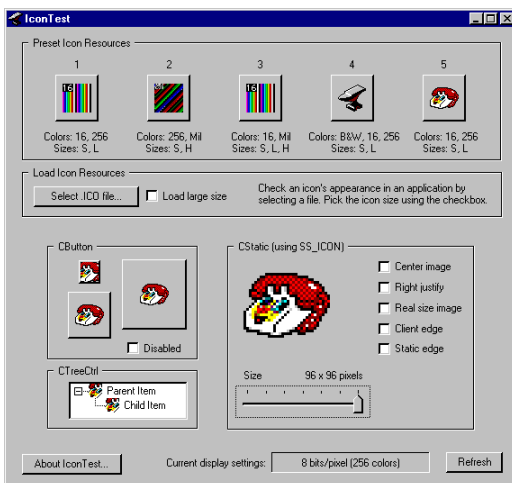 IconTest
Preset Icon Resources
1 2 3 4 5
16 16
Colors: 16, 256 Colors: 256, Mil Colors: 16, Mil Colors: B&W, 16, 256 Colors: 16, 256
Sizes: S, L Sizes: S, H Sizes: S, L, H Sizes: S, L Sizes: S, L
Load Icon Resources
Select .ICO file... Load large size
Check an icon's appearance in an application by
selecting a file. Pick the icon size using the checkbox.
CButton
Disabled
CStatic (using SS_ICON)
Center image
Right justify
Real size image
Client edge
Static edge
Size 96 x 96 pixels
CTreeCtrl
Parent Item
Child Item
About IconTest... Current display settings: 8 bits/pixel (256 colors) Refresh